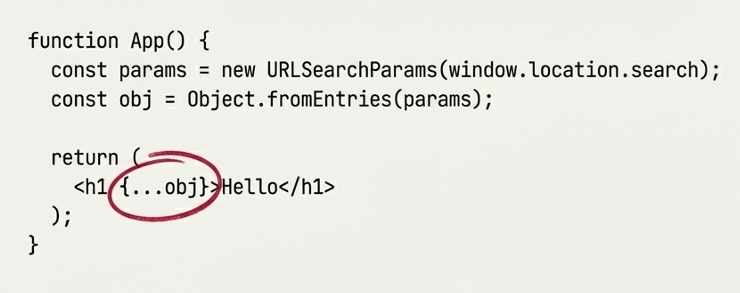 function App() {
  const params = new URLSearchParams(window.location.search);
  const obj = Object.fromEntries(params);

  return (
    <h1 {...obj}>Hello</h1>
  );
}